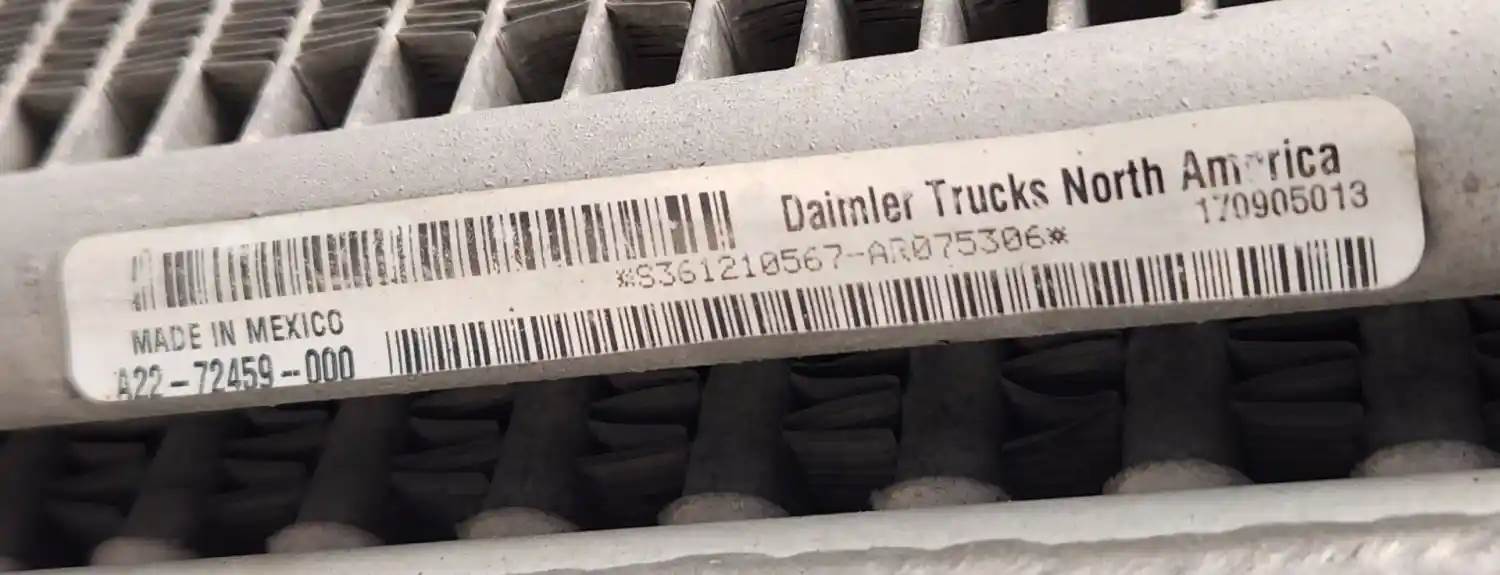 Daimler Trucks North America
170905013
*S361210567-AR075306*
MADE IN MEXICO
A22-72459-000